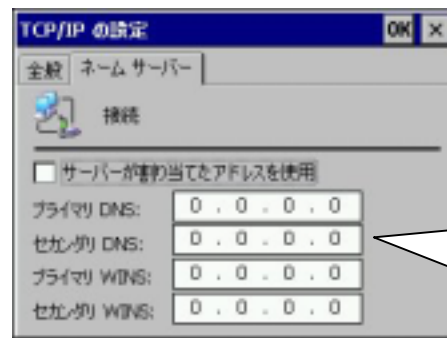 TCP/IP の設定 OK ×
全般 ネーム サーバー
接続
サーバーが割り当てたアドレスを使用
プライマリ DNS: 0 . 0 . 0 . 0
セカンダリ DNS: 0 . 0 . 0 . 0
プライマリ WINS: 0 . 0 . 0 . 0
セカンダリ WINS: 0 . 0 . 0 . 0